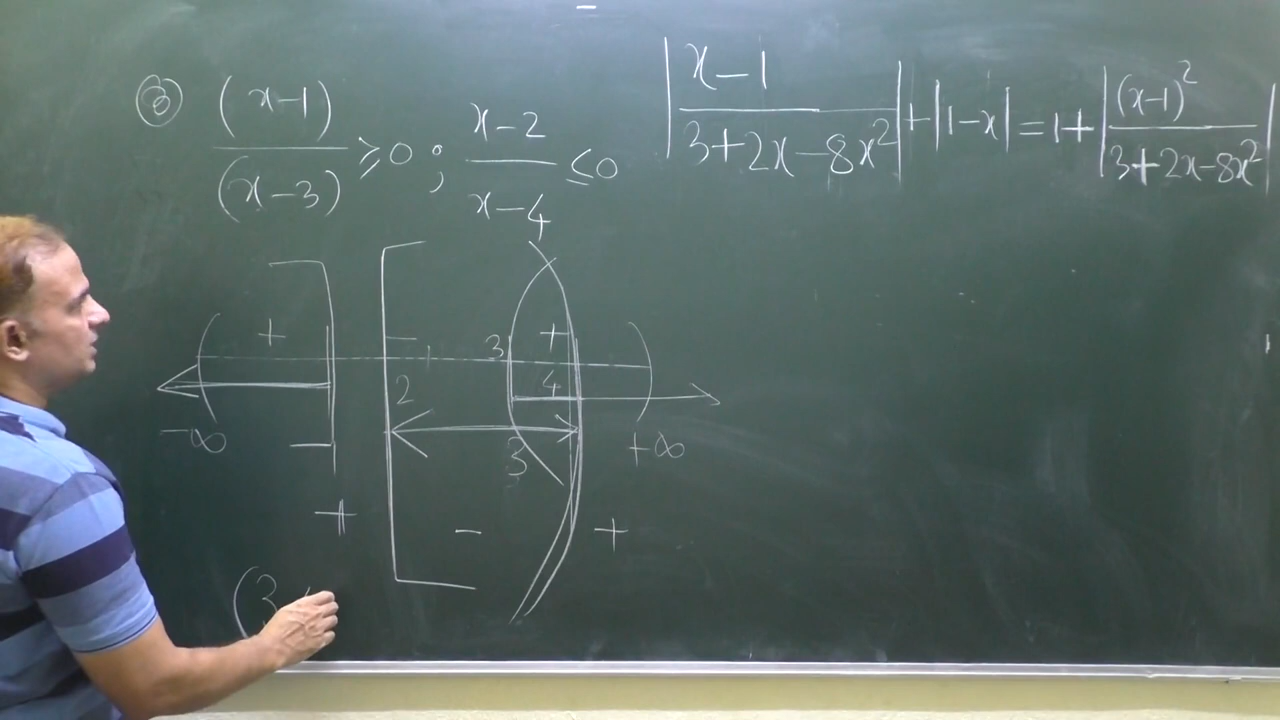 ③ (x-1)/(x-3) ≥ 0 ; x-2/x-4 ≤ 0
|x-1/3+2x-8x²| + |1-x| = 1 + |(x-1)²/3+2x-8x²|
+ - 3 + 
2 4
-∞ - 3 +∞
+ - +
(3